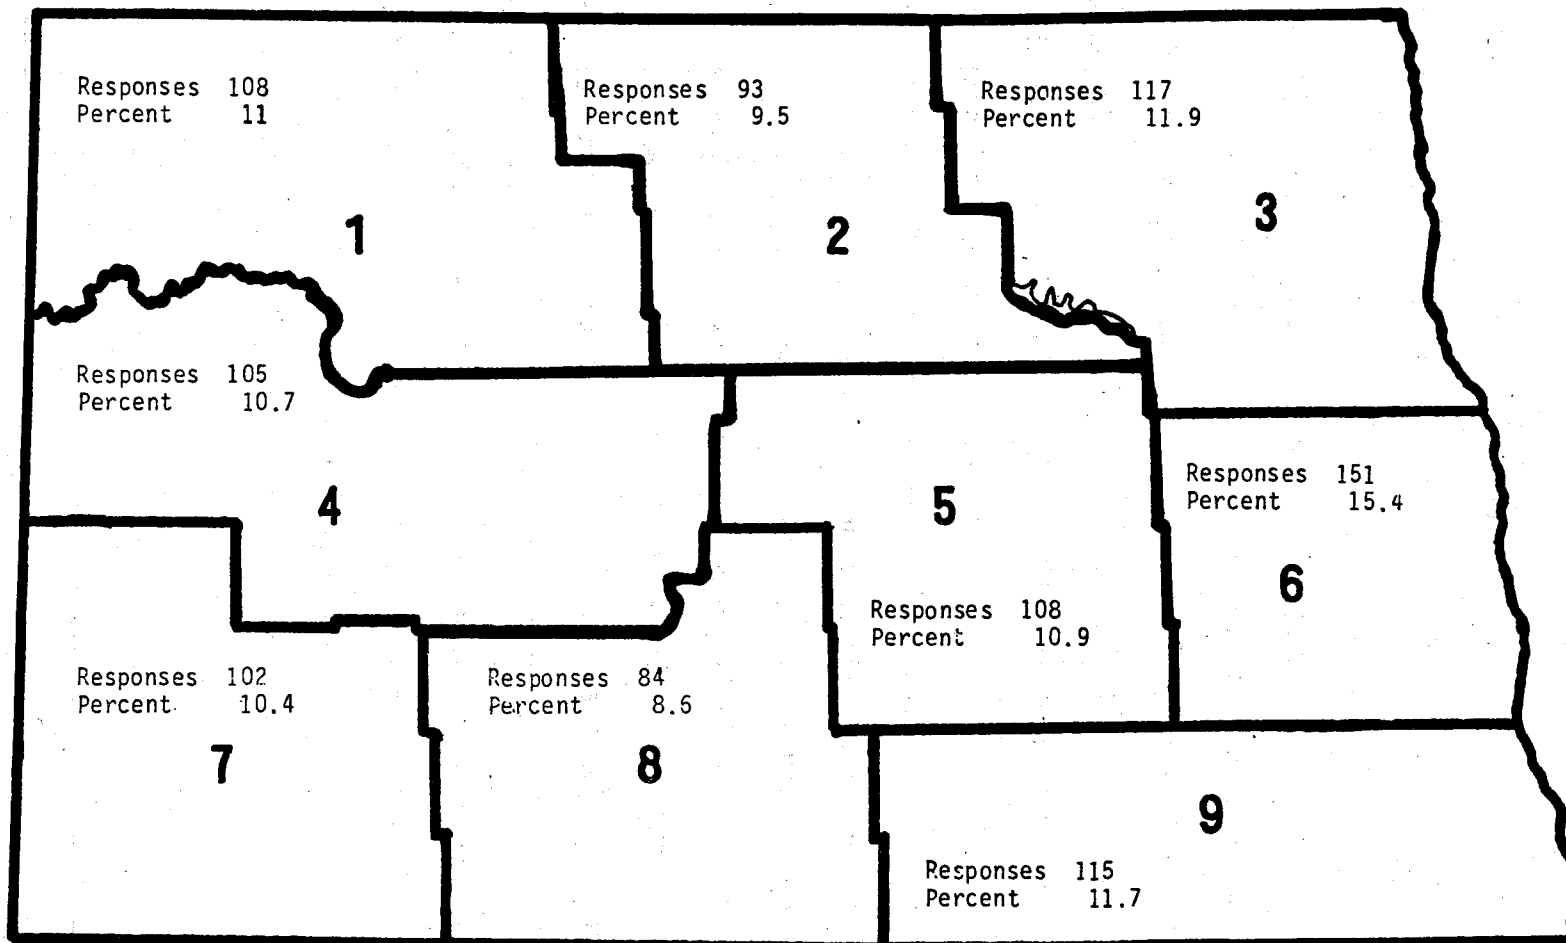 Responses 108
Percent 11
1
Responses 93
Percent 9.5
2
Responses 117
Percent 11.9
3
Responses 105
Percent 10.7
4
Responses 108
Percent 10.9
5
Responses 151
Percent 15.4
6
Responses 102
Percent 10.4
7
Responses 84
Percent 8.6
8
Responses 115
Percent 11.7
9